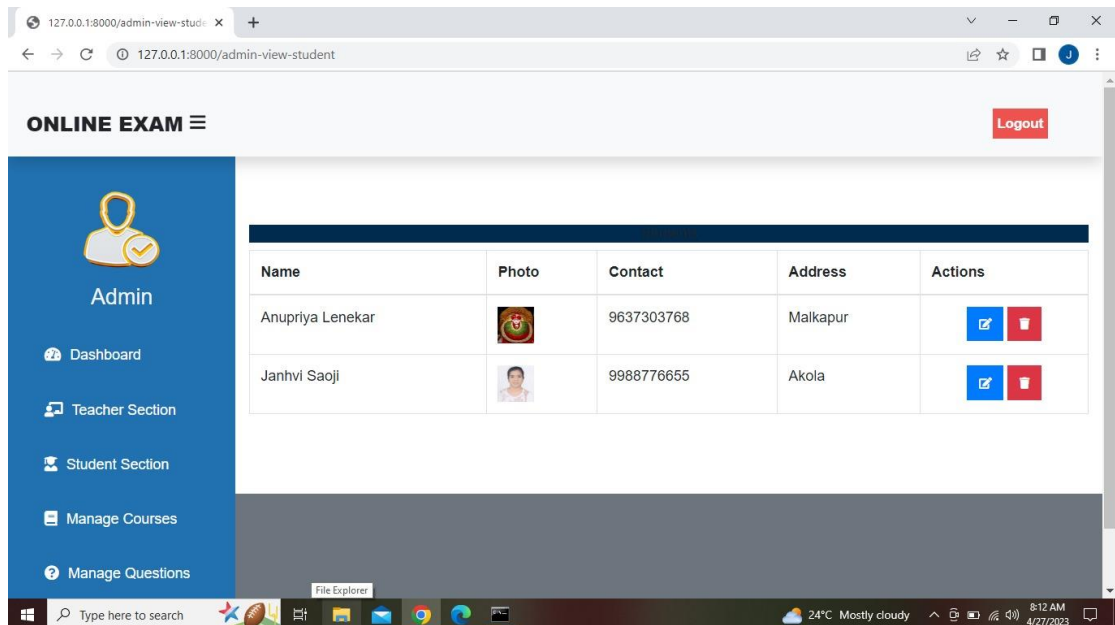 127.0.0.1:8000/admin-view-stude
127.0.0.1:8000/admin-view-student
J
ONLINE EXAM
Logout
Admin
Dashboard
Teacher Section
Student Section
Manage Courses
Manage Questions
Name Photo Contact Address Actions
Anupriya Lenekar 9637303768 Malkapur
Janhvi Saoji 9988776655 Akola
File Explorer
Type here to search
24°C Mostly cloudy
8:12 AM
4/27/2023